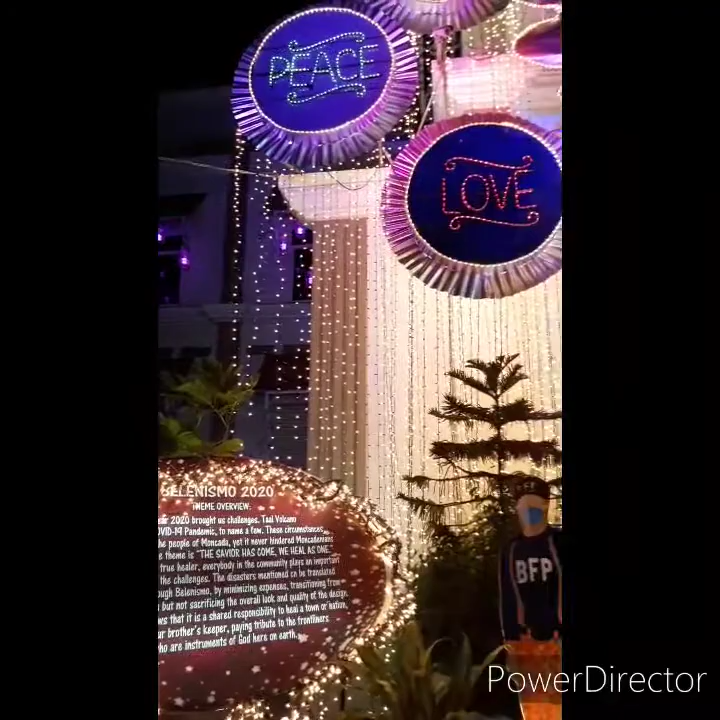 PEACE
LOVE
BELENISMO 2020
THEME OVERVIEW:
ear 2020 brought us challenges. Taal Volcano
OVID-19 Pandemic, to name a few. These circumstances
the people of Moncada, yet it never hindered Moncadenians
theme is "THE SAVIOR HAS COME, WE HEAL AS ONE."
true healer, everybody in the community plays an important
the challenges. The disasters mentioned can be translated
ough Belenismo, by minimizing expenses, transitioning from
but not sacrificing the overall look and quality of the design.
ws that it is a shared responsibility to heal a town or nation,
ur brother's keeper, paying tribute to the frontliners
who are instruments of God here on earth.
BFP
PowerDirector